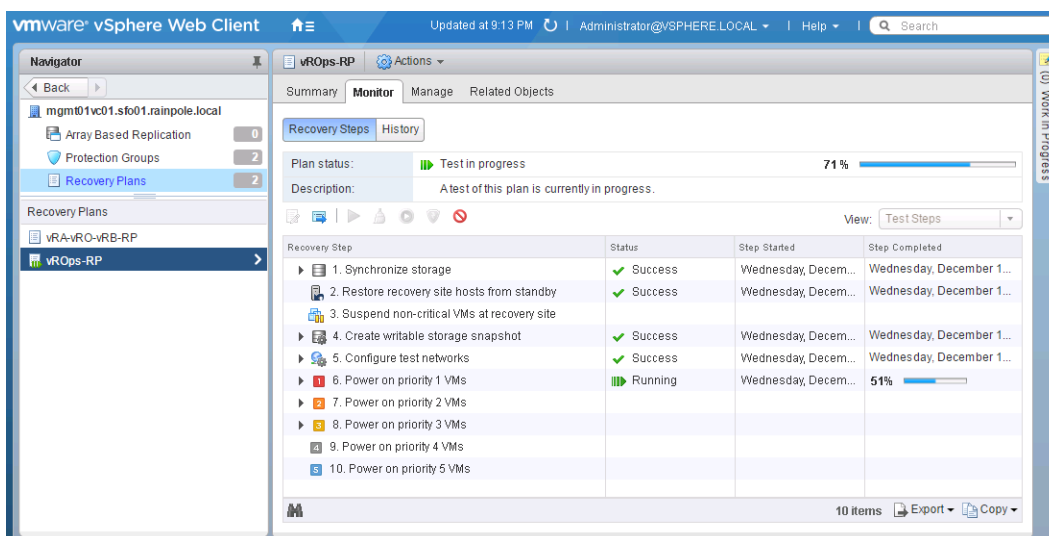 vmware® vSphere Web Client Updated at 9:13 PM | Administrator@VSPHERE.LOCAL | Help | Search
Navigator
Back
mgmt01vc01.sfo01.rainpole.local
Array Based Replication 0
Protection Groups 2
Recovery Plans 2
Recovery Plans
vRA-vRO-vRB-RP
vROps-RP
vROps-RP Actions
Summary Monitor Manage Related Objects
Recovery Steps History
Plan status: Test in progress 71 %
Description: A test of this plan is currently in progress.
View: Test Steps
Recovery Step Status Step Started Step Completed
1. Synchronize storage Success Wednesday, Decem... Wednesday, December 1...
2. Restore recovery site hosts from standby Success Wednesday, Decem... Wednesday, December 1...
3. Suspend non-critical VMs at recovery site
4. Create writable storage snapshot Success Wednesday, Decem... Wednesday, December 1...
5. Configure test networks Success Wednesday, Decem... Wednesday, December 1...
1 6. Power on priority 1 VMs Running Wednesday, Decem... 51%
2 7. Power on priority 2 VMs
3 8. Power on priority 3 VMs
4 9. Power on priority 4 VMs
5 10. Power on priority 5 VMs
10 items Export Copy
(0) Work In Progress